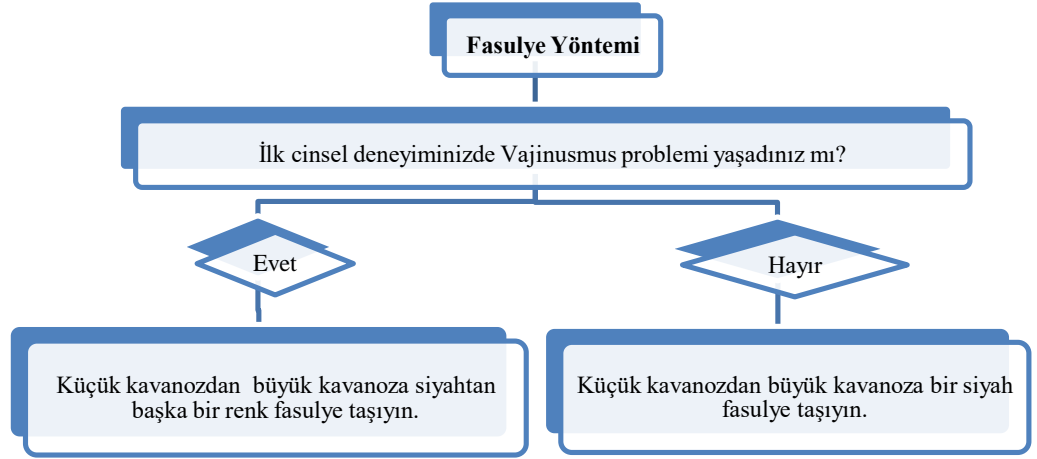 Fasulye Yöntemi
İlk cinsel deneyiminizde Vajinusmus problemi yaşadınız mı?
Evet
Hayır
Küçük kavanozdan büyük kavanoza siyahtan
başka bir renk fasulye taşıyın.
Küçük kavanozdan büyük kavanoza bir siyah
fasulye taşıyın.